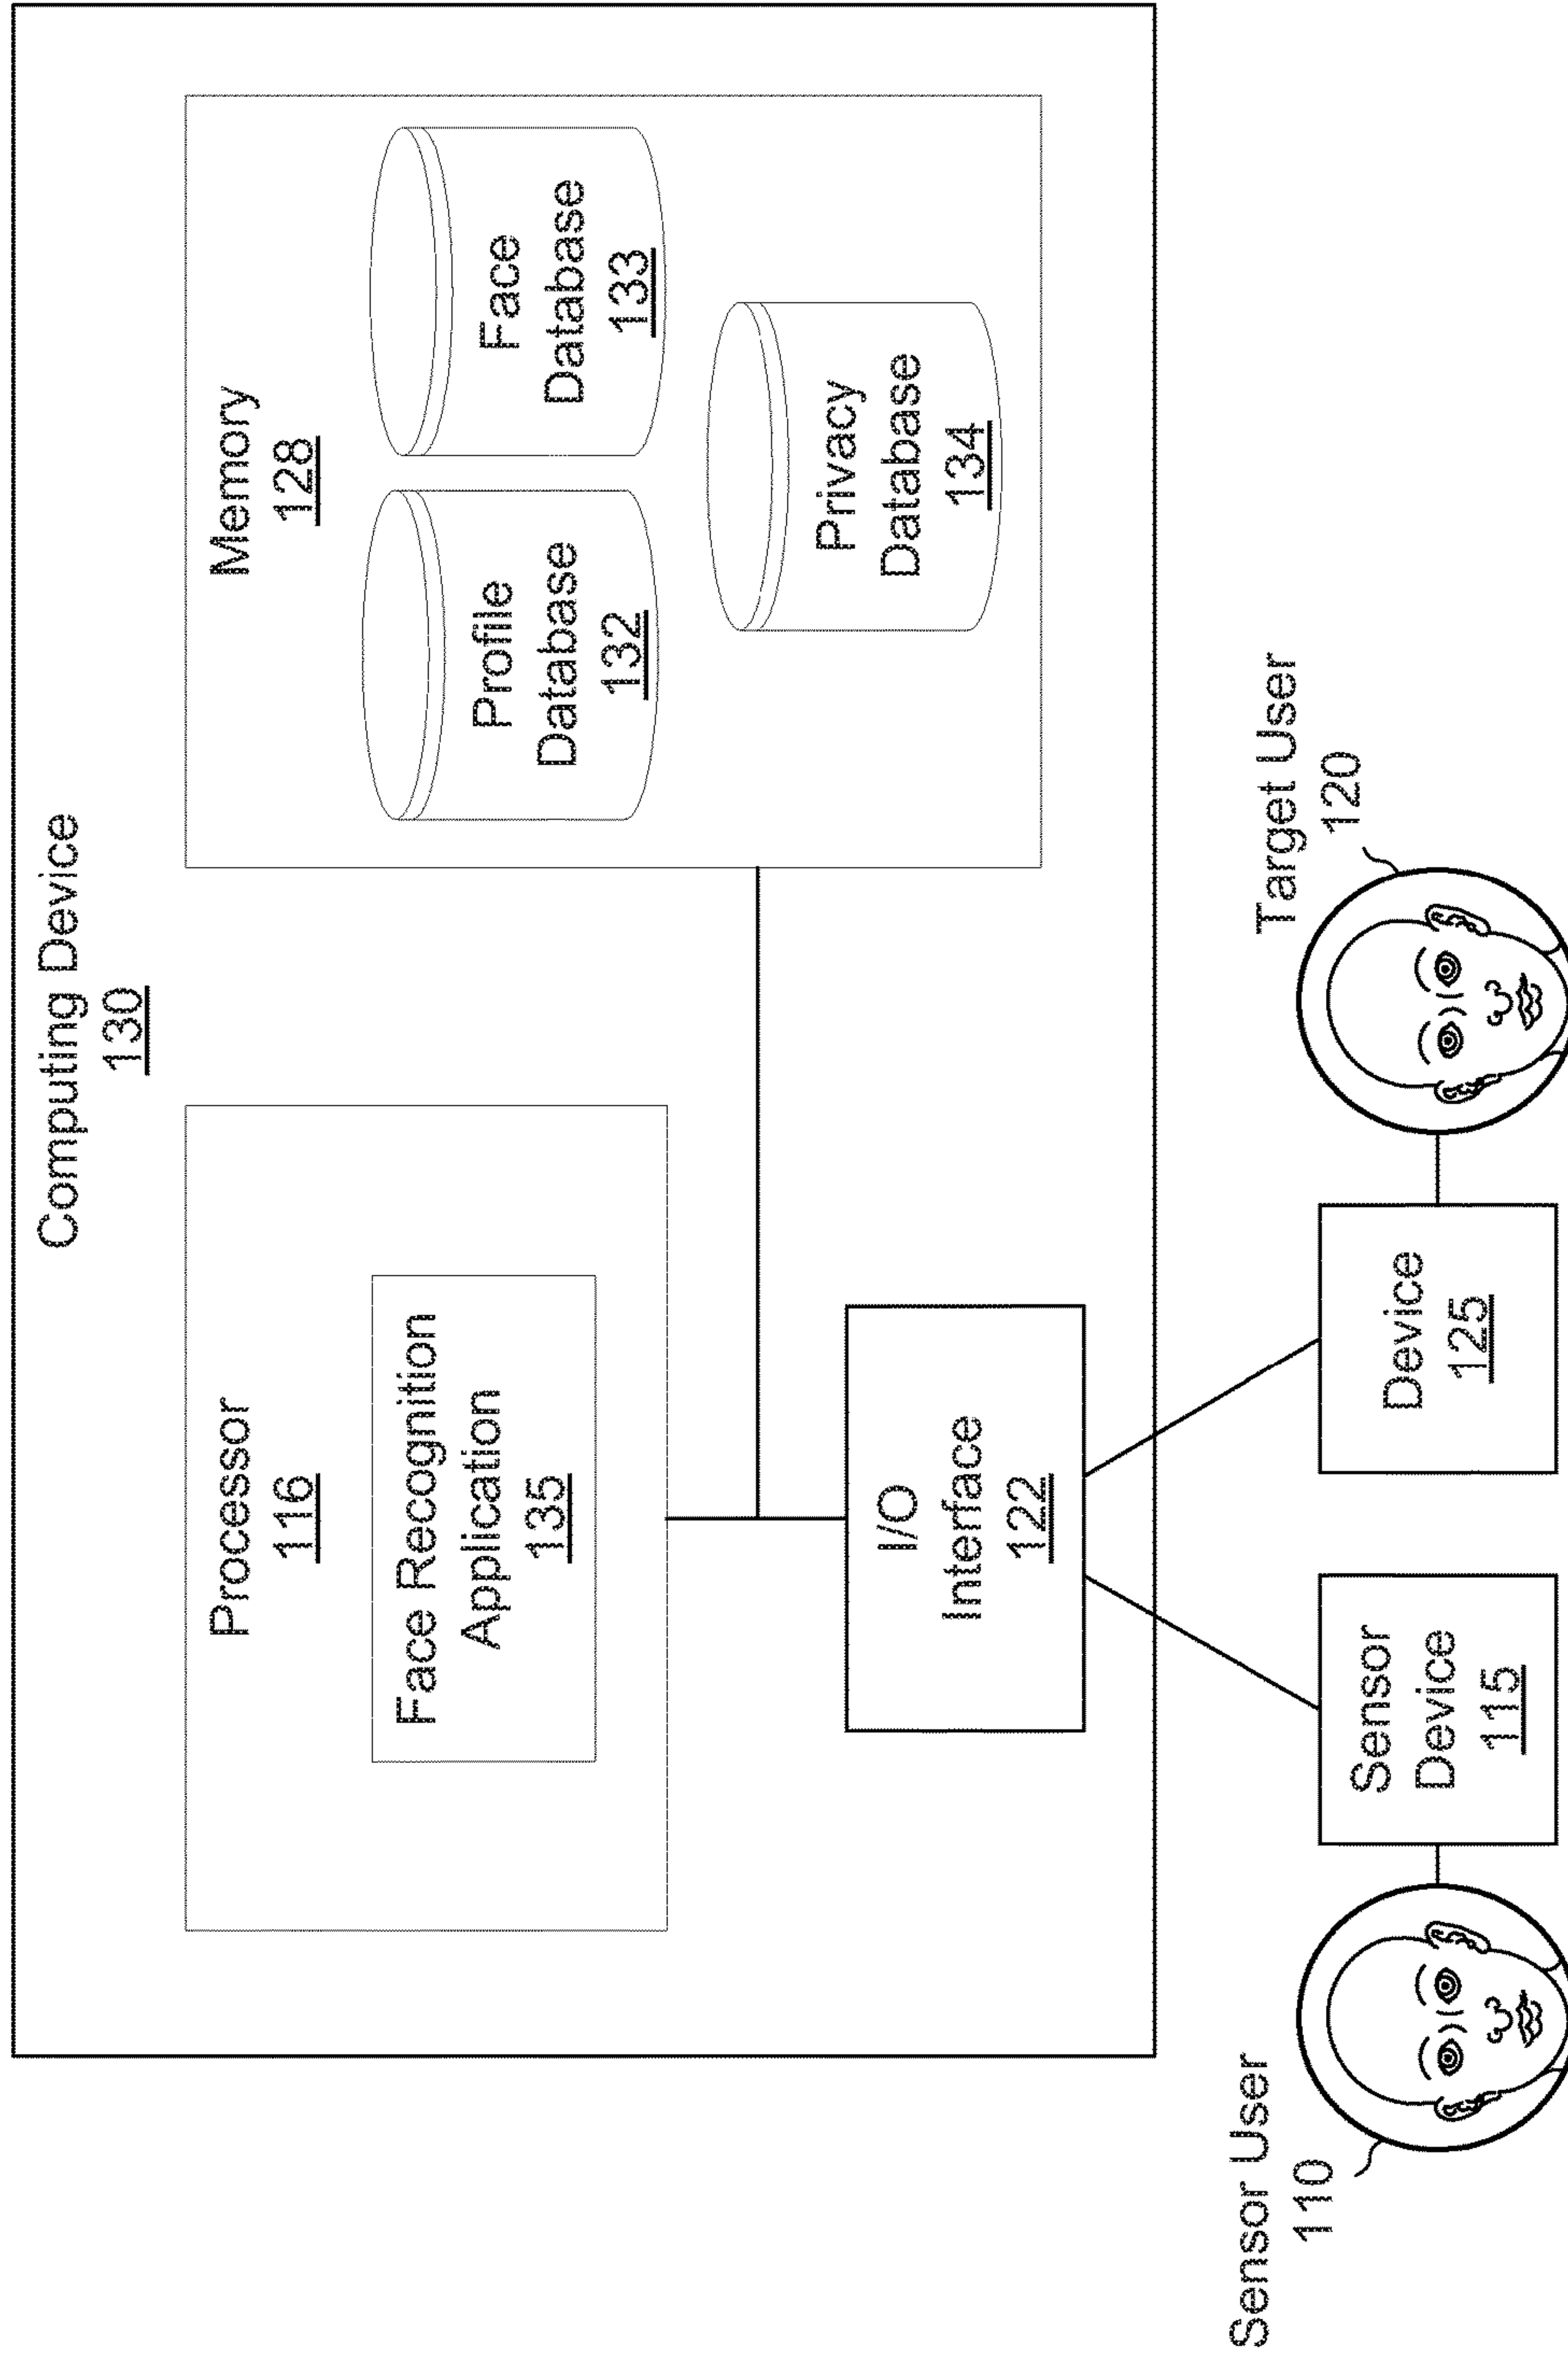 Computing Device
130
Processor
116
Face Recognition
Application
135
Memory
128
Profile
Database
132
Face
Database
133
Privacy
Database
134
I/O
Interface
122
Sensor User
110
Sensor
Device
115
Device
125
Target User
120